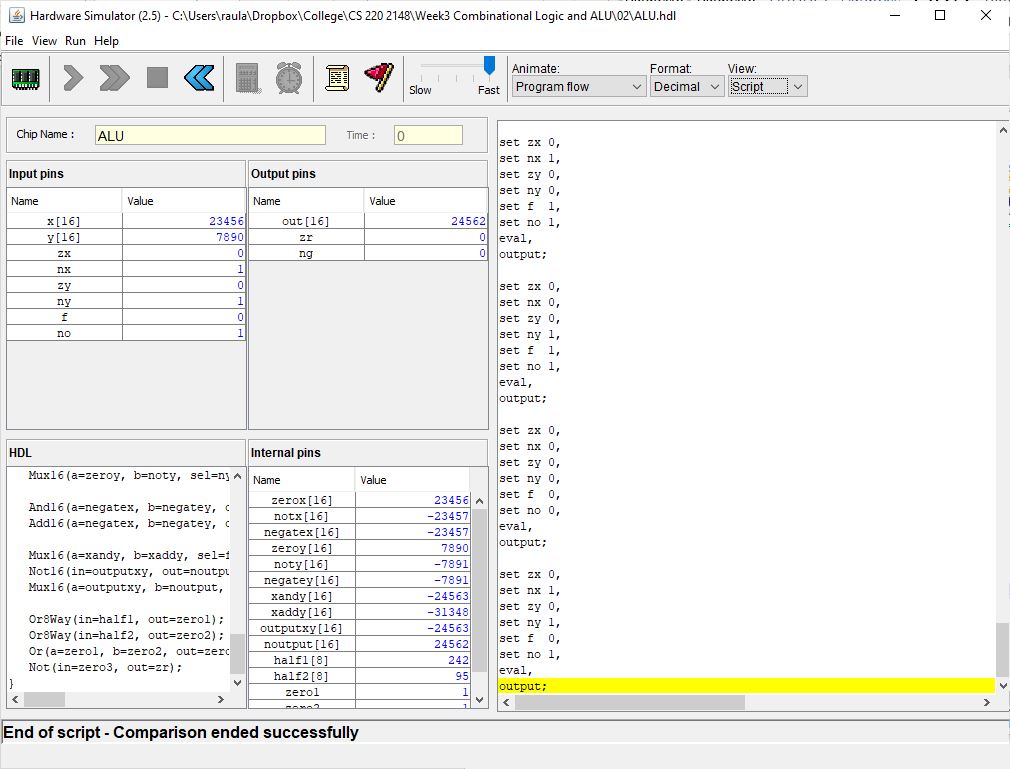 Hardware Simulator (2.5) - C:\Users\raula\Dropbox\College\CS 220 2148\Week3 Combinational Logic and ALU\02\ALU.hdl
File View Run Help
Slow Fast
Animate: Format: View:
Program flow Decimal Script
Chip Name : ALU Time : 0
Input pins
Name Value
x[16] 23456
y[16] 7890
zx 0
nx 1
zy 0
ny 1
f 0
no 1
Output pins
Name Value
out[16] 24562
zr 0
ng 0
HDL
Mux16(a=zeroy, b=noty, sel=ny
And16(a=negatex, b=negatey, o
Add16(a=negatex, b=negatey, o
Mux16(a=xandy, b=xaddy, sel=f
Not16(in=outputxy, out=noutpu
Mux16(a=outputxy, b=noutput,
Or8Way(in=half1, out=zero1);
Or8Way(in=half2, out=zero2);
Or(a=zero1, b=zero2, out=zero
Not(in=zero3, out=zr);
}
Internal pins
Name Value
zerox[16] 23456
notx[16] -23457
negatex[16] -23457
zeroy[16] 7890
noty[16] -7891
negatey[16] -7891
xandy[16] -24563
xaddy[16] -31348
outputxy[16] -24563
noutput[16] 24562
half1[8] 242
half2[8] 95
zero1 1
set zx 0,
set nx 1,
set zy 0,
set ny 0,
set f 1,
set no 1,
eval,
output;
set zx 0,
set nx 0,
set zy 0,
set ny 1,
set f 1,
set no 1,
eval,
output;
set zx 0,
set nx 0,
set zy 0,
set ny 0,
set f 0,
set no 0,
eval,
output;
set zx 0,
set nx 1,
set zy 0,
set ny 1,
set f 0,
set no 1,
eval,
output;
End of script - Comparison ended successfully